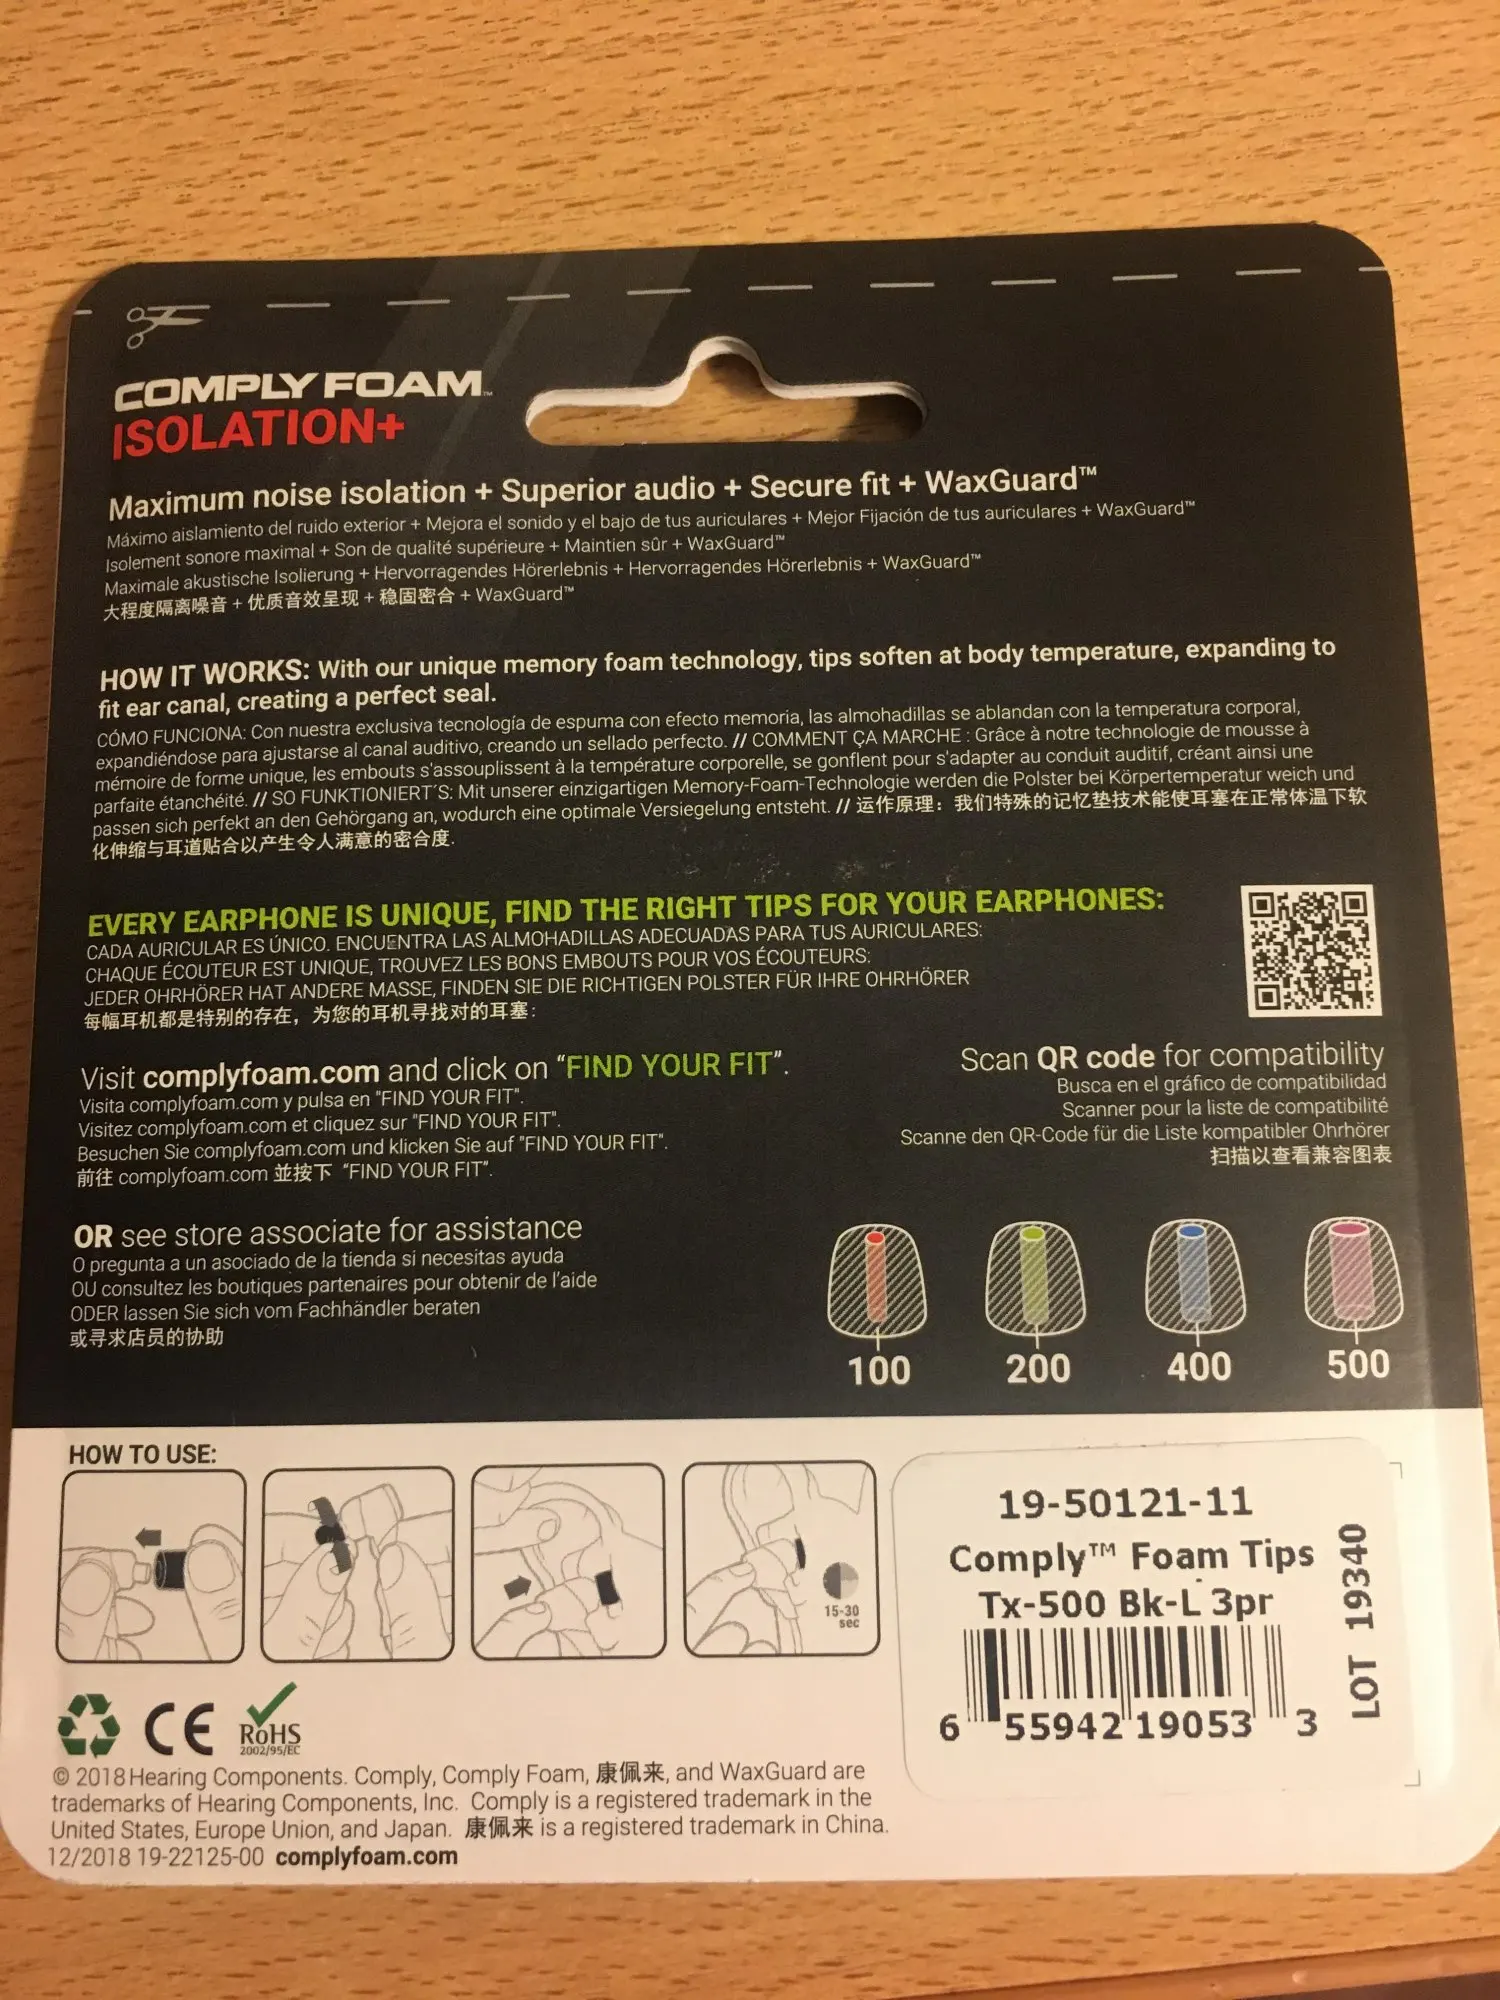 COMPLY FOAM™
ISOLATION+
Maximum noise isolation + Superior audio + Secure fit + WaxGuard™
Máximo aislamiento del ruido exterior + Mejora el sonido y el bajo de tus auriculares + Mejor Fijación de tus auriculares + WaxGuard™
Isolement sonore maximal + Son de qualité supérieure + Maintien sûr + WaxGuard™
Maximale akustische Isolierung + Hervorragendes Hörerlebnis + Hervorragendes Hörerlebnis + WaxGuard™
大程度隔离噪音 + 优质音效呈现 + 稳固密合 + WaxGuard™
HOW IT WORKS: With our unique memory foam technology, tips soften at body temperature, expanding to
fit ear canal, creating a perfect seal.
CÓMO FUNCIONA: Con nuestra exclusiva tecnología de espuma con efecto memoria, las almohadillas se ablandan con la temperatura corporal,
expandiéndose para ajustarse al canal auditivo, creando un sellado perfecto. // COMMENT ÇA MARCHE : Grâce à notre technologie de mousse à
mémoire de forme unique, les embouts s'assouplissent à la température corporelle, se gonflent pour s'adapter au conduit auditif, créant ainsi une
parfaite étanchéité. // SO FUNKTIONIERT´S: Mit unserer einzigartigen Memory-Foam-Technologie werden die Polster bei Körpertemperatur weich und
passen sich perfekt an den Gehörgang an, wodurch eine optimale Versiegelung entsteht. // 运作原理：我们特殊的记忆垫技术能使耳塞在正常体温下软
化伸缩与耳道贴合以产生令人满意的密合度.
EVERY EARPHONE IS UNIQUE, FIND THE RIGHT TIPS FOR YOUR EARPHONES:
CADA AURICULAR ES ÚNICO. ENCUENTRA LAS ALMOHADILLAS ADECUADAS PARA TUS AURICULARES:
CHAQUE ÉCOUTEUR EST UNIQUE, TROUVEZ LES BONS EMBOUTS POUR VOS ÉCOUTEURS:
JEDER OHRHÖRER HAT ANDERE MASSE, FINDEN SIE DIE RICHTIGEN POLSTER FÜR IHRE OHRHÖRER
每幅耳机都是特别的存在，为您的耳机寻找对的耳塞：
Visit complyfoam.com and click on “FIND YOUR FIT”.
Visita complyfoam.com y pulsa en "FIND YOUR FIT".
Visitez complyfoam.com et cliquez sur "FIND YOUR FIT".
Besuchen Sie complyfoam.com und klicken Sie auf "FIND YOUR FIT".
前往 complyfoam.com 並按下 “FIND YOUR FIT”.
Scan QR code for compatibility
Busca en el gráfico de compatibilidad
Scanner pour la liste de compatibilité
Scanne den QR-Code für die Liste kompatibler Ohrhörer
扫描以查看兼容图表
OR see store associate for assistance
O pregunta a un asociado de la tienda si necesitas ayuda
OU consultez les boutiques partenaires pour obtenir de l'aide
ODER lassen Sie sich vom Fachhändler beraten
或寻求店员的协助
100 200 400 500
HOW TO USE:
15-30
sec
19-50121-11
Comply™ Foam Tips
Tx-500 Bk-L 3pr
6 55942 19053 3
LOT 19340
CE
RoHS
2002/95/EC
© 2018 Hearing Components. Comply, Comply Foam, 康佩来, and WaxGuard are
trademarks of Hearing Components, Inc. Comply is a registered trademark in the
United States, Europe Union, and Japan. 康佩来 is a registered trademark in China.
12/2018 19-22125-00 complyfoam.com